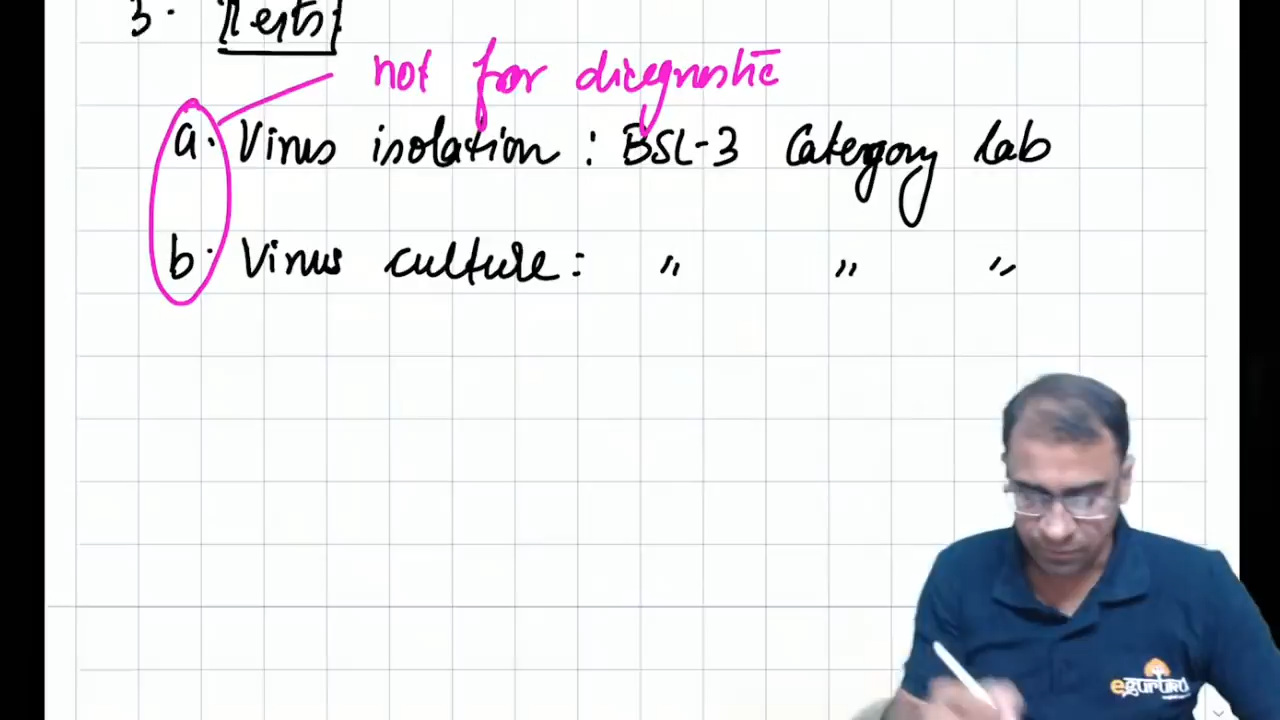 3. Tests
not for diagnostic
a. Virus isolation : BSL-3 Category lab
b. Virus culture : " " "
egurukul